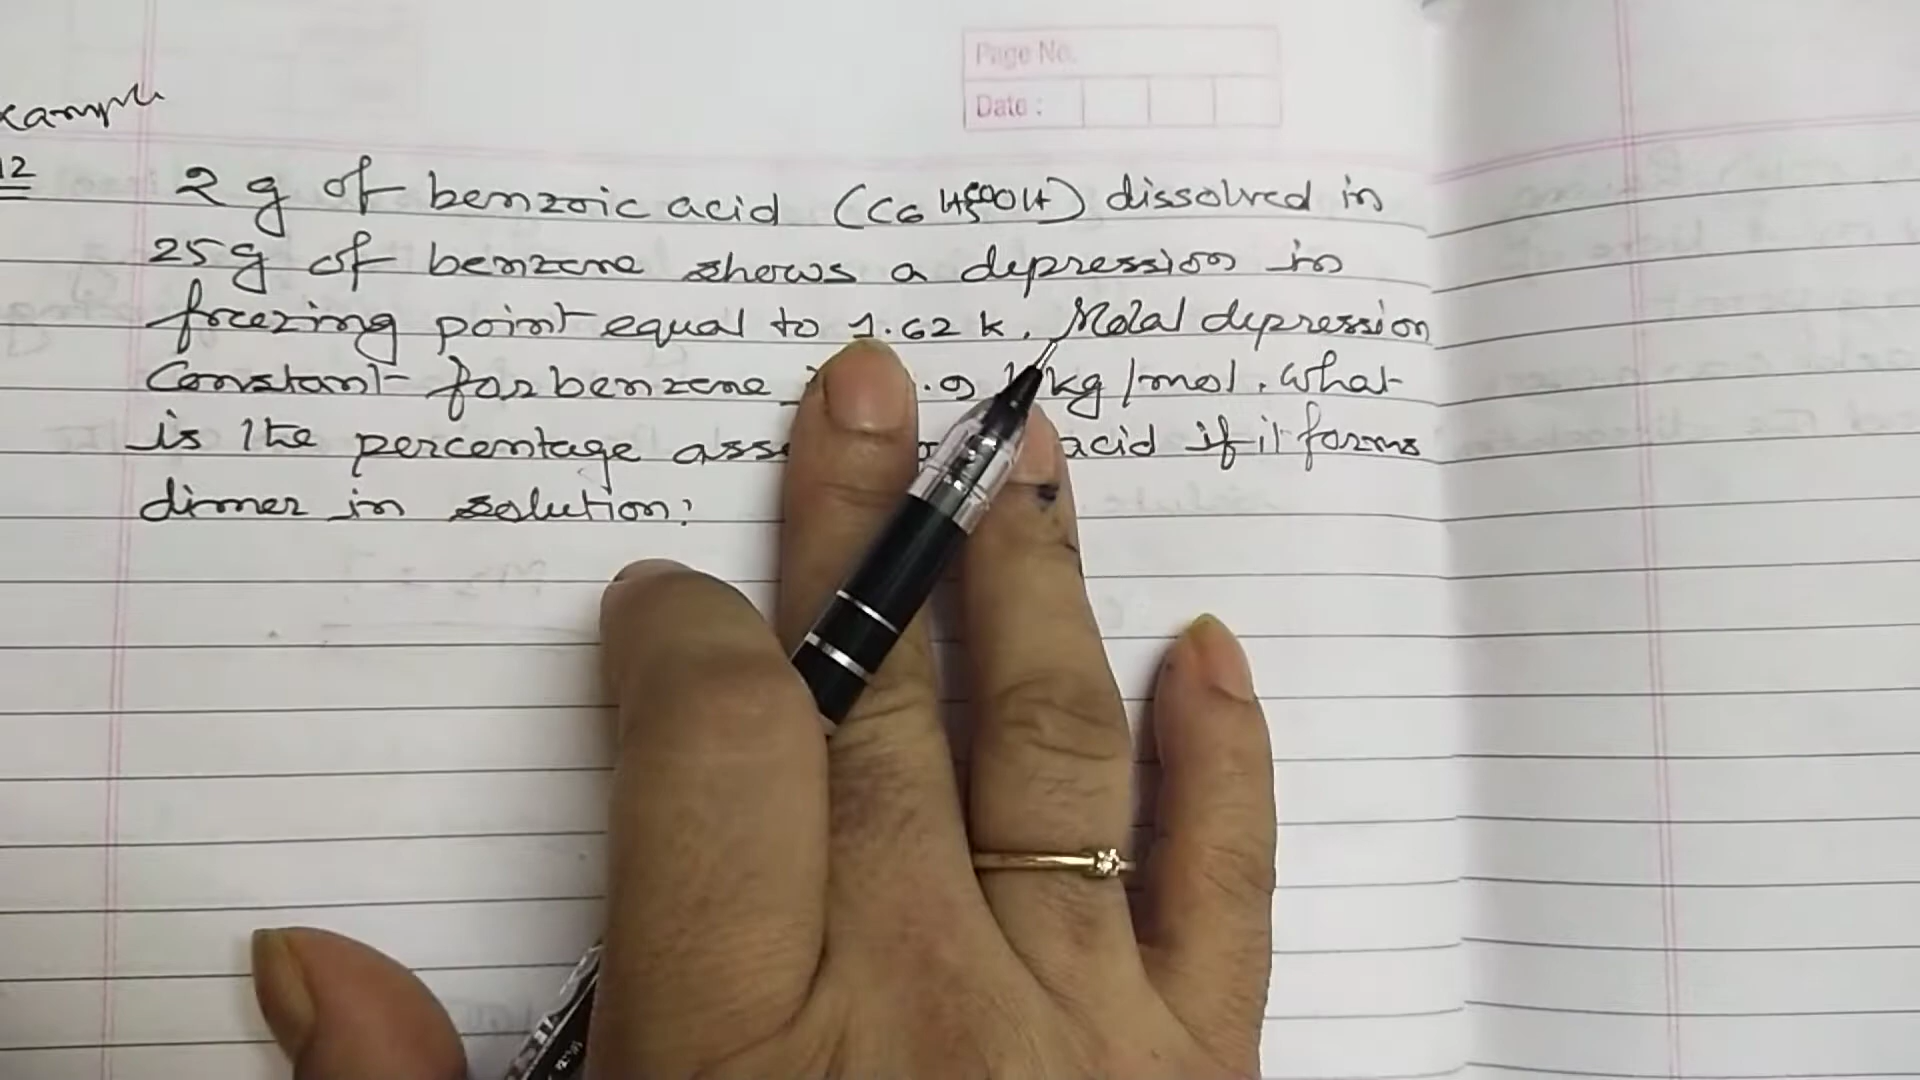 Page No.
Date :
xample
12
2 g of benzoic acid (C6H5COOH) dissolved in
25g of benzene shows a depression in
freezing point equal to 1.62 k. Molal depression
Constant for benzene .9 kg/mol. What
is the percentage acid if it forms
dimer in solution?